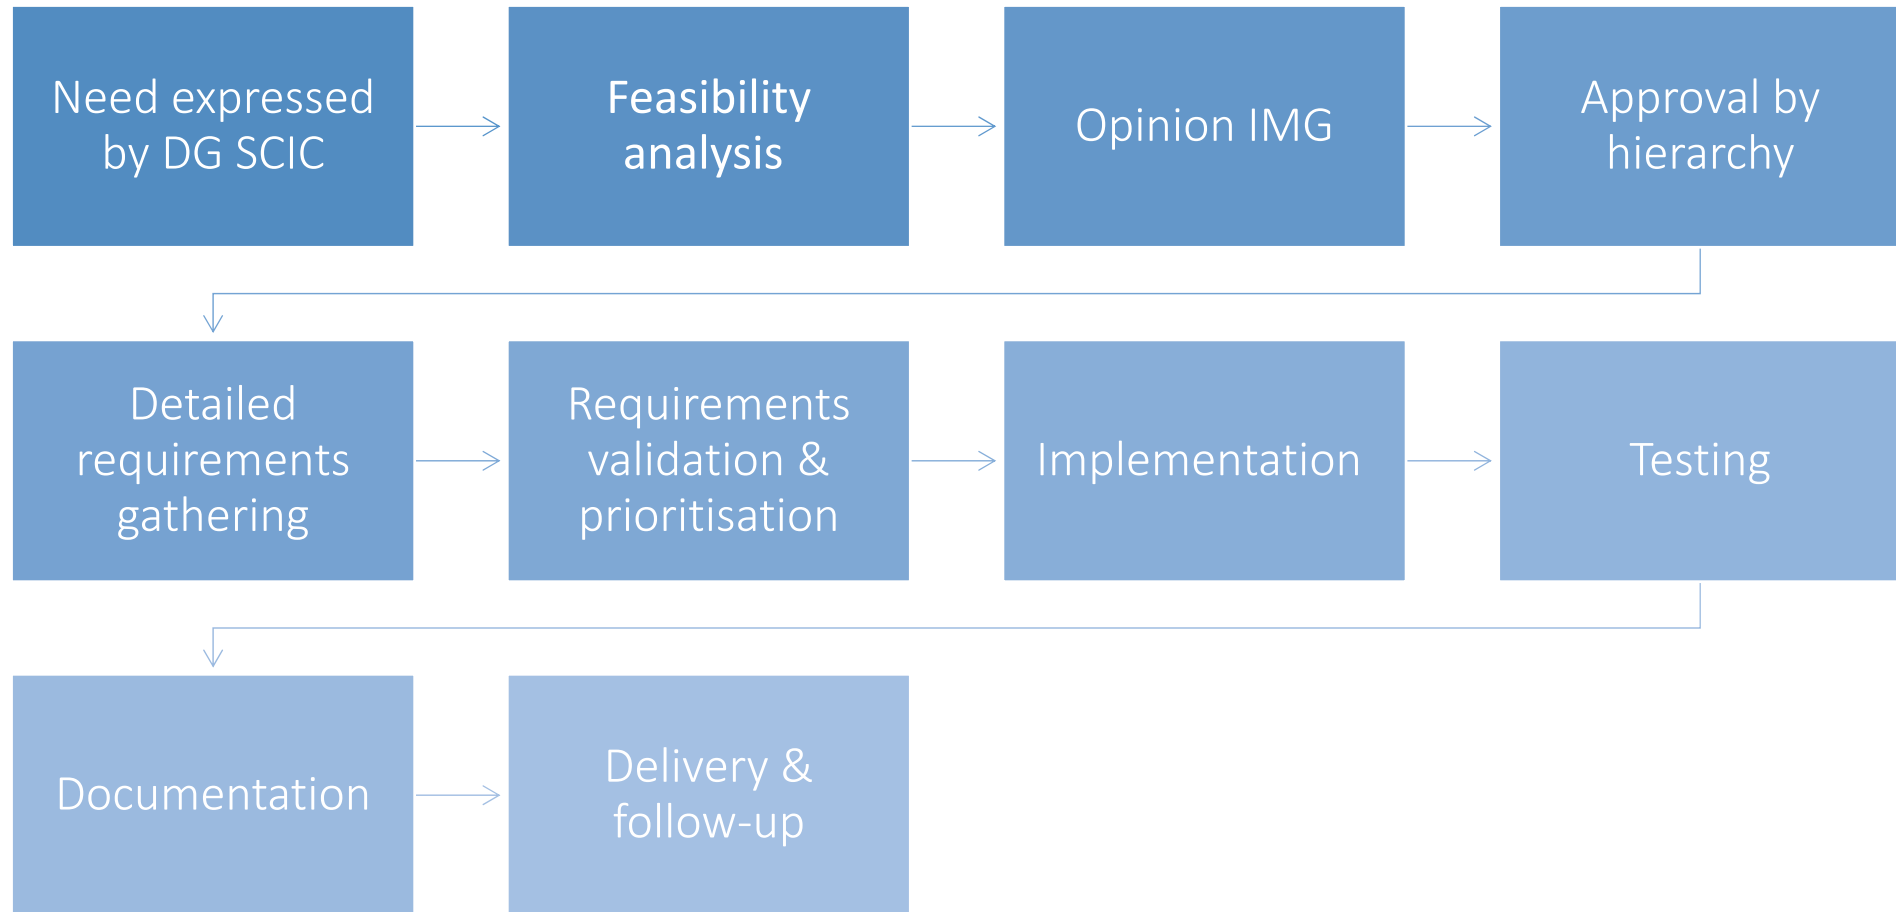 Need expressed
by DG SCIC
Feasibility
analysis
Opinion IMG
Approval by
hierarchy
Detailed
requirements
gathering
Requirements
validation &
prioritisation
Implementation
Testing
Documentation
Delivery &
follow-up